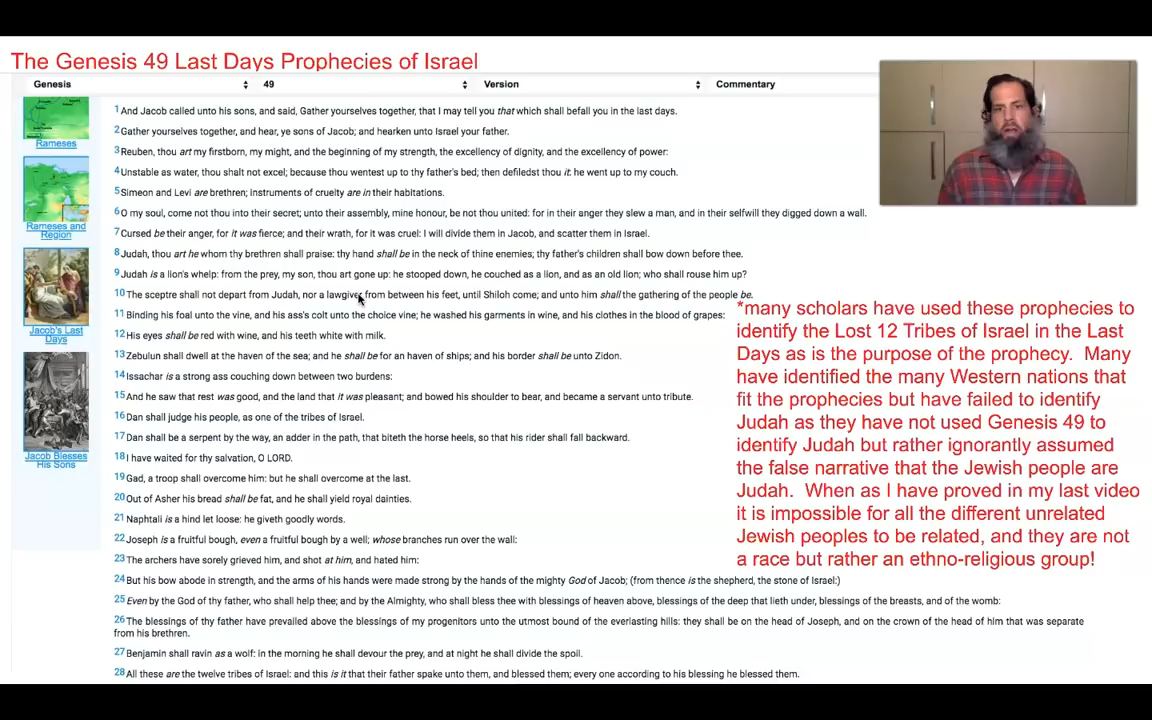 The Genesis 49 Last Days Prophecies of Israel
Genesis 49 Version Commentary
Rameses
Rameses and
Region
Jacob's Last
Days
Jacob Blesses
His Sons
1 And Jacob called unto his sons, and said, Gather yourselves together, that I may tell you that which shall befall you in the last days.
2 Gather yourselves together, and hear, ye sons of Jacob; and hearken unto Israel your father.
3 Reuben, thou art my firstborn, my might, and the beginning of my strength, the excellency of dignity, and the excellency of power:
4 Unstable as water, thou shalt not excel; because thou wentest up to thy father's bed; then defiledst thou it: he went up to my couch.
5 Simeon and Levi are brethren; instruments of cruelty are in their habitations.
6 O my soul, come not thou into their secret; unto their assembly, mine honour, be not thou united: for in their anger they slew a man, and in their selfwill they digged down a wall.
7 Cursed be their anger, for it was fierce; and their wrath, for it was cruel: I will divide them in Jacob, and scatter them in Israel.
8 Judah, thou art he whom thy brethren shall praise: thy hand shall be in the neck of thine enemies; thy father's children shall bow down before thee.
9 Judah is a lion's whelp: from the prey, my son, thou art gone up: he stooped down, he couched as a lion, and as an old lion; who shall rouse him up?
10 The sceptre shall not depart from Judah, nor a lawgiver from between his feet, until Shiloh come; and unto him shall the gathering of the people be.
11 Binding his foal unto the vine, and his ass's colt unto the choice vine; he washed his garments in wine, and his clothes in the blood of grapes:
12 His eyes shall be red with wine, and his teeth white with milk.
13 Zebulun shall dwell at the haven of the sea; and he shall be for an haven of ships; and his border shall be unto Zidon.
14 Issachar is a strong ass couching down between two burdens:
15 And he saw that rest was good, and the land that it was pleasant; and bowed his shoulder to bear, and became a servant unto tribute.
16 Dan shall judge his people, as one of the tribes of Israel.
17 Dan shall be a serpent by the way, an adder in the path, that biteth the horse heels, so that his rider shall fall backward.
18 I have waited for thy salvation, O LORD.
19 Gad, a troop shall overcome him: but he shall overcome at the last.
20 Out of Asher his bread shall be fat, and he shall yield royal dainties.
21 Naphtali is a hind let loose: he giveth goodly words.
22 Joseph is a fruitful bough, even a fruitful bough by a well; whose branches run over the wall:
23 The archers have sorely grieved him, and shot at him, and hated him:
24 But his bow abode in strength, and the arms of his hands were made strong by the hands of the mighty God of Jacob; (from thence is the shepherd, the stone of Israel:)
25 Even by the God of thy father, who shall help thee; and by the Almighty, who shall bless thee with blessings of heaven above, blessings of the deep that lieth under, blessings of the breasts, and of the womb:
26 The blessings of thy father have prevailed above the blessings of my progenitors unto the utmost bound of the everlasting hills: they shall be on the head of Joseph, and on the crown of the head of him that was separate
from his brethren.
27 Benjamin shall ravin as a wolf: in the morning he shall devour the prey, and at night he shall divide the spoil.
28 All these are the twelve tribes of Israel: and this is it that their father spake unto them, and blessed them; every one according to his blessing he blessed them.
*many scholars have used these prophecies to
identify the Lost 12 Tribes of Israel in the Last
Days as is the purpose of the prophecy. Many
have identified the many Western nations that
fit the prophecies but have failed to identify
Judah as they have not used Genesis 49 to
identify Judah but rather ignorantly assumed
the false narrative that the Jewish people are
Judah. When as I have proved in my last video
it is impossible for all the different unrelated
Jewish peoples to be related, and they are not
a race but rather an ethno-religious group!